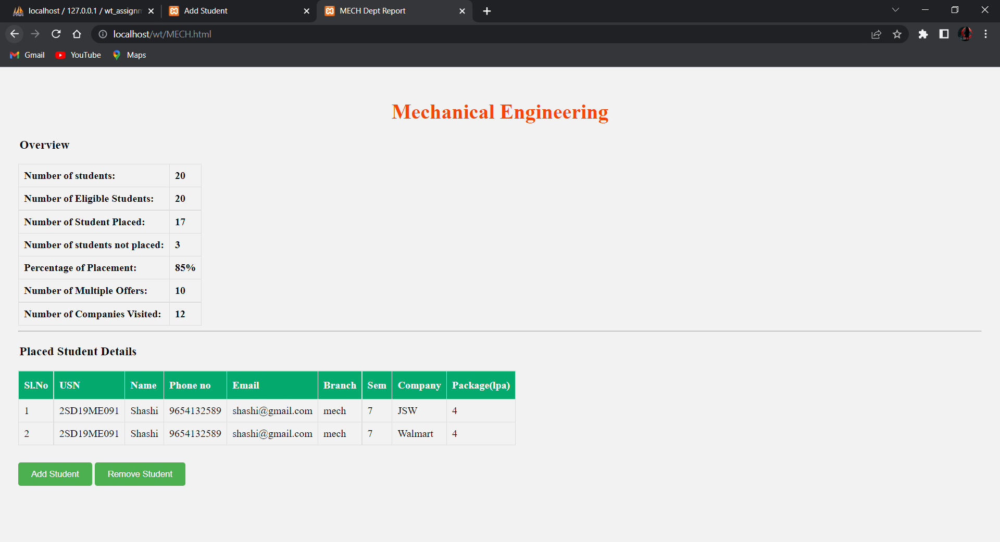 localhost / 127.0.0.1 / wt_assignm
Add Student
MECH Dept Report
localhost/wt/MECH.html
Gmail
YouTube
Maps
Mechanical Engineering
Overview
Number of students: 20
Number of Eligible Students: 20
Number of Student Placed: 17
Number of students not placed: 3
Percentage of Placement: 85%
Number of Multiple Offers: 10
Number of Companies Visited: 12
Placed Student Details
Sl.No USN Name Phone no Email Branch Sem Company Package(lpa)
1 2SD19ME091 Shashi 9654132589 shashi@gmail.com mech 7 JSW 4
2 2SD19ME091 Shashi 9654132589 shashi@gmail.com mech 7 Walmart 4
Add Student Remove Student